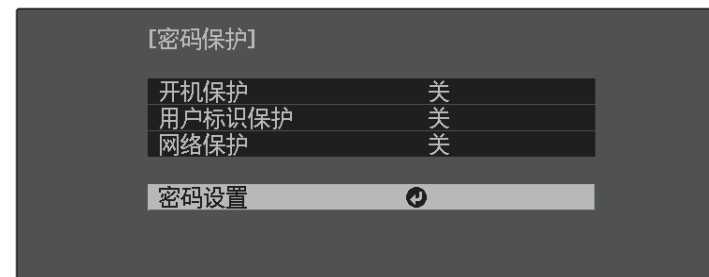 [密码保护]
开机保护 关
用户标识保护 关
网络保护 关
密码设置